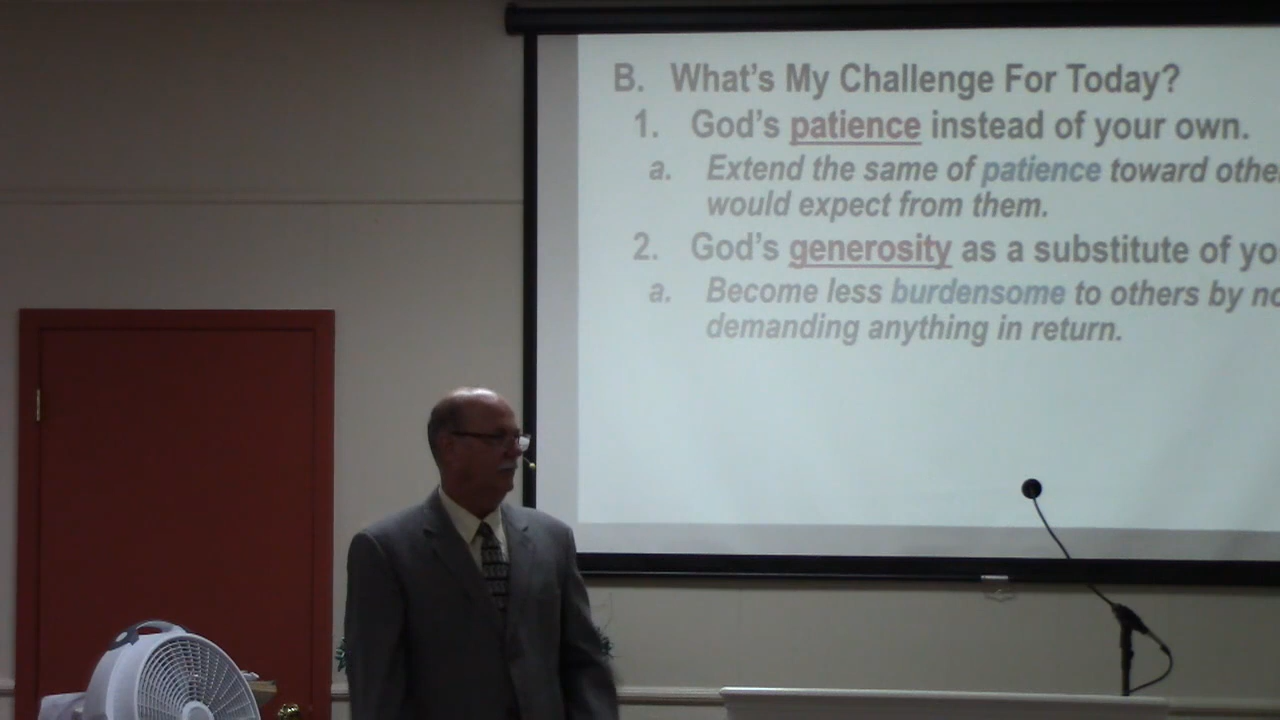 B. What's My Challenge For Today?
1. God's patience instead of your own.
a. Extend the same of patience toward othe
would expect from them.
2. God's generosity as a substitute of yo
a. Become less burdensome to others by no
demanding anything in return.